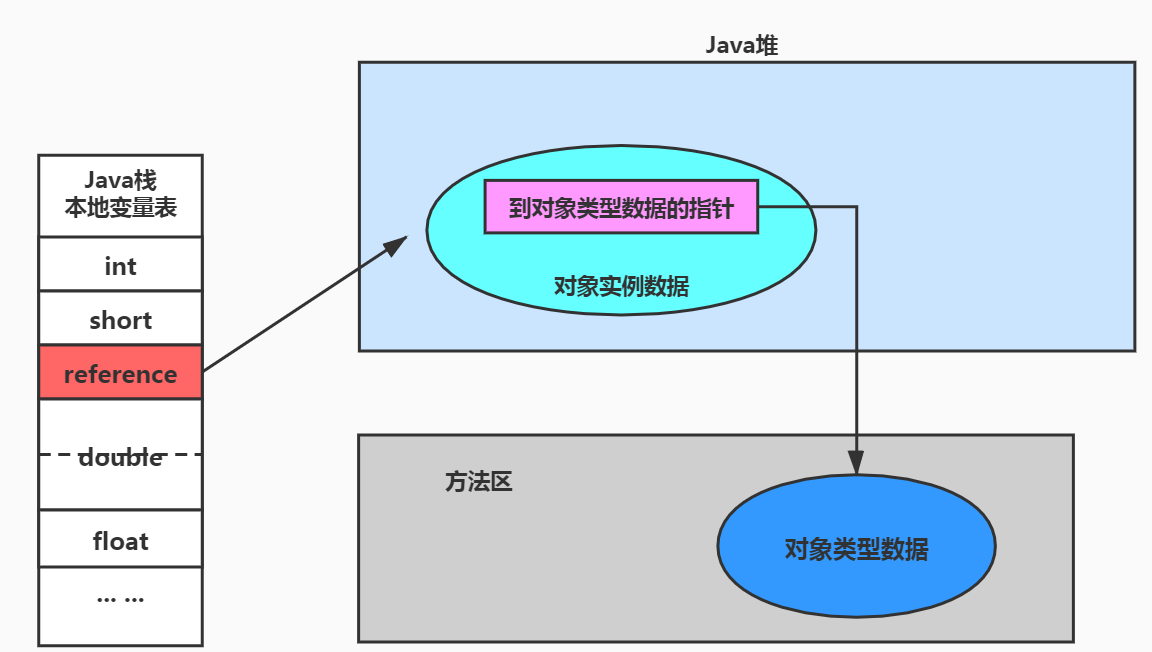 Java堆
Java栈
本地变量表
int
short
reference
double
float
... ...
到对象类型数据的指针
对象实例数据
方法区
对象类型数据